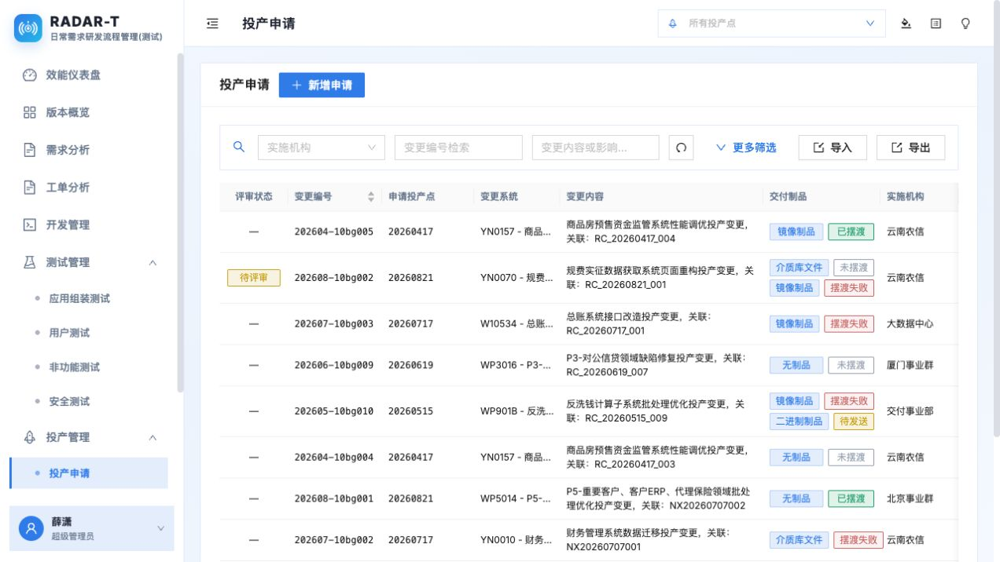 RADAR-T
日常需求研发流程管理(测试)
投产申请
所有投产点
效能仪表盘
版本概览
需求分析
工单分析
开发管理
测试管理
应用组装测试
用户测试
非功能测试
安全测试
投产管理
投产申请
薛潇
超级管理员
投产申请
新增申请
实施机构
变更编号检索
变更内容或影响...
更多筛选
导入
导出
评审状态 变更编号 申请投产点 变更系统 变更内容 交付制品 实施机构
— 202604-10bg005 20260417 YN0157 - 商品... 商品房预售资金监管系统性能调优投产变更, 镜像制品 已摆渡 云南农信
关联: RC_20260417_004
待评审 202608-10bg002 20260821 YN0070 - 规费... 规费实征数据获取系统页面重构投产变更, 关 介质库文件 未摆渡 云南农信
联: RC_20260821_001 镜像制品 摆渡失败
— 202607-10bg003 20260717 W10534 - 总账... 总账系统接口改造投产变更, 关联: 镜像制品 摆渡失败 大数据中心
RC_20260717_001
— 202606-10bg009 20260619 WP3016 - P3-... P3-对公信贷领域缺陷修复投产变更, 关联: 无制品 未摆渡 厦门事业群
RC_20260619_007
— 202605-10bg010 20260515 WP901B - 反洗... 反洗钱计算子系统批处理优化投产变更, 关 镜像制品 摆渡失败 交付事业部
联: RC_20260515_009 二进制制品 待发送
— 202604-10bg004 20260417 YN0157 - 商品... 商品房预售资金监管系统性能调优投产变更, 无制品 未摆渡 云南农信
关联: RC_20260417_003
— 202608-10bg001 20260821 WP5014 - P5-... P5-重要客户、客户ERP、代理保险领域批处 无制品 已摆渡 北京事业群
理优化投产变更, 关联: NX20260707002
— 202607-10bg002 20260717 YN0010 - 财务... 财务管理系统数据迁移投产变更, 关联: 介质库文件 摆渡失败 云南农信
NX20260707001